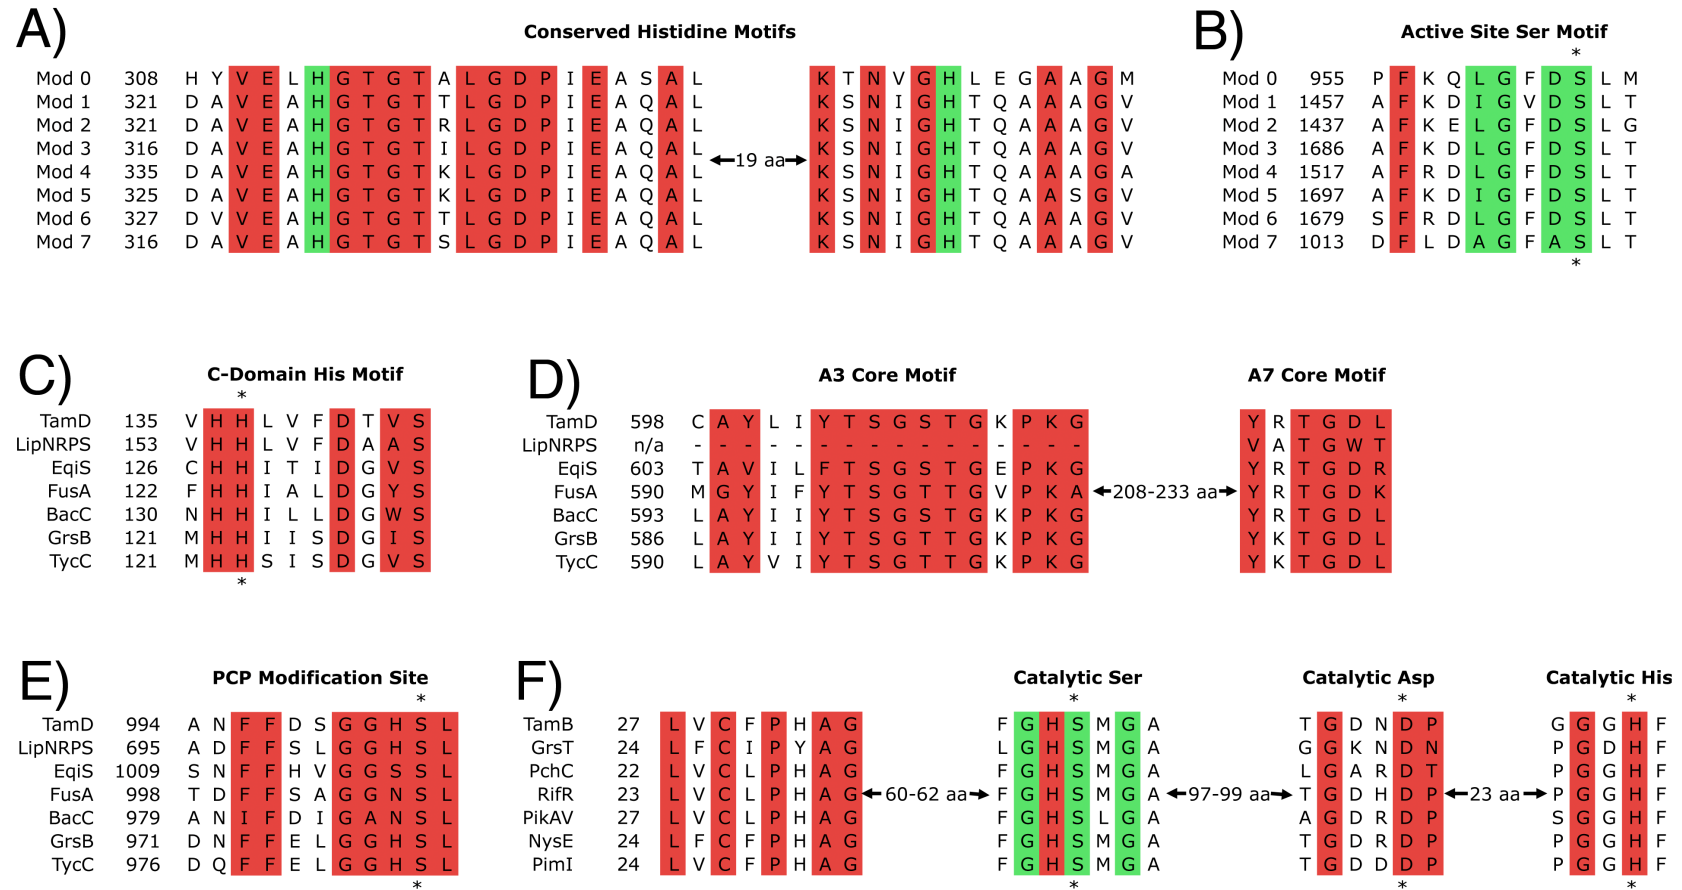 A)
Conserved Histidine Motifs
Mod 0 308 H Y V E L H G T G T A L G D P I E A S A L K T N V G H L E G A A G M
Mod 1 321 D A V E A H G T G T T L G D P I E A Q A L K S N I G H T Q A A A G V
Mod 2 321 D A V E A H G T G T R L G D P I E A Q A L K S N I G H T Q A A A G V
Mod 3 316 D A V E A H G T G T I L G D P I E A Q A L K S N I G H T Q A A A G V
←19 aa→
Mod 4 335 D A V E A H G T G T K L G D P I E A Q A L K S N I G H T Q A A A G A
Mod 5 325 D A V E A H G T G T K L G D P I E A Q A L K S N I G H T Q A A S G V
Mod 6 327 D V V E A H G T G T T L G D P I E A Q A L K S N I G H T Q A A A G V
Mod 7 316 D A V E A H G T G T S L G D P I E A Q A L K S N I G H T Q A A A G V
B)
Active Site Ser Motif
*
Mod 0 955 P F K Q L G F D S L M
Mod 1 1457 A F K D I G V D S L T
Mod 2 1437 A F K E L G F D S L G
Mod 3 1686 A F K D L G F D S L T
Mod 4 1517 A F R D L G F D S L T
Mod 5 1697 A F K D I G F D S L T
Mod 6 1679 S F R D L G F D S L T
Mod 7 1013 D F L D A G F A S L T
*
C)
C-Domain His Motif
*
TamD 135 V H H L V F D T V S
LipNRPS 153 V H H L V F D A A S
EqiS 126 C H H I T I D G V S
FusA 122 F H H I A L D G Y S
BacC 130 N H H I L L D G W S
GrsB 121 M H H I I S D G I S
TycC 121 M H H S I S D G V S
*
D)
A3 Core Motif A7 Core Motif
TamD 598 C A Y L I Y T S G S T G K P K G Y R T G D L
LipNRPS n/a - - - - - - - - - - - - - - - - V A T G W T
EqiS 603 T A V I L F T S G S T G E P K G Y R T G D R
FusA 590 M G Y I F Y T S G T T G V P K A ←208-233 aa→ Y R T G D K
BacC 593 L A Y I I Y T S G T T G K P K G Y R T G D L
GrsB 586 L A Y I I Y T S G T T G K P K G Y K T G D L
TycC 590 L A Y V I Y T S G T T G K P K G Y K T G D L
E)
PCP Modification Site
*
TamD 994 A N F F D S G G H S L
LipNRPS 695 A D F F S L G G H S L
EqiS 1009 S N F F H V G G S S L
FusA 998 T D F F S A G G N S L
BacC 979 A N I F D I G A N S L
GrsB 971 D N F F E L G G H S L
TycC 976 D Q F F E L G G H S L
*
F)
Catalytic Ser Catalytic Asp Catalytic His
* * *
TamB 27 L V C F P H A G F G H S M G A T G D N D P G G G H F
GrsT 24 L F C I P Y A G L G H S M G A G G K N D N P G D H F
PchC 22 L V C L P H A G F G H S M G A L G A R D T P G G H F
RifR 23 L V C L P H A G ←60-62 aa→ F G H S M G A ←97-99 aa→ T G D H D P ←23 aa→ P G G H F
PikAV 27 L V C L P H A G F G H S L G A A G D R D P S G G H F
NysE 24 L F C F P H A G F G H S M G A T G D R D P P G G H F
PimI 24 L V C F P H A G F G H S M G A T G D D D P P G G H F
* * *